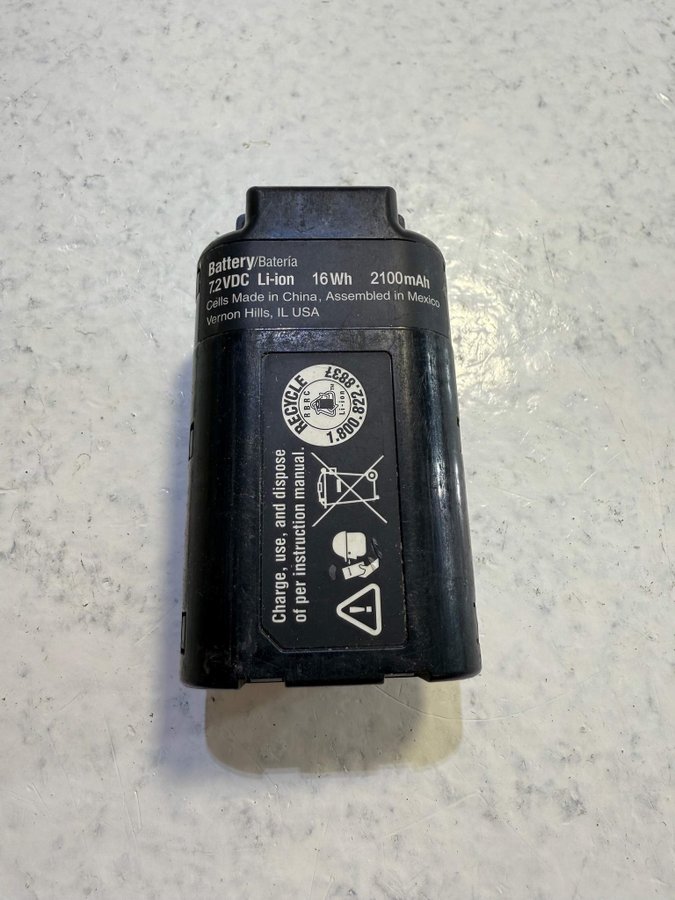 Battery/Batería
7.2VDC Li-ion 16Wh 2100mAh
Cells Made in China, Assembled in Mexico
Vernon Hills, IL USA
RECYCLE
1.800.822.8837
RBRC
Li-ion
TM
Charge, use, and dispose
of per instruction manual.